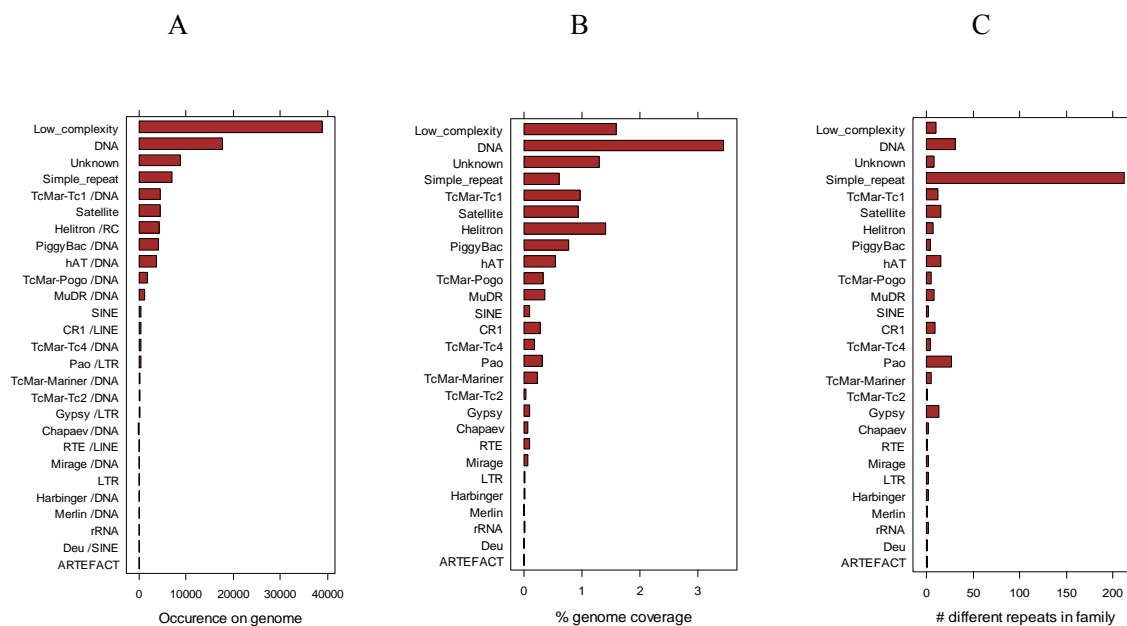 A
B
C
0 10000 20000 30000 40000
Low_complexity
DNA
Unknown
Simple_repeat
TcMar-Tc1 /DNA
Satellite
Helitron /RC
PiggyBac /DNA
hAT /DNA
TcMar-Pogo /DNA
MuDR /DNA
SINE
CR1 /LINE
TcMar-Tc4 /DNA
Pao /LTR
TcMar-Mariner /DNA
TcMar-Tc2 /DNA
Gypsy /LTR
Chapaev /DNA
RTE /LINE
Mirage /DNA
LTR
Harbinger /DNA
Merlin /DNA
rRNA
Deu /SINE
ARTEFACT
0 10000 20000 30000 40000
Occurence on genome
Low_complexity
DNA
Unknown
Simple_repeat
TcMar-Tc1
Satellite
Helitron
PiggyBac
hAT
TcMar-Pogo
MuDR
SINE
CR1
TcMar-Tc4
Pao
TcMar-Mariner
TcMar-Tc2
Gypsy
Chapaev
RTE
Mirage
LTR
Harbinger
Merlin
rRNA
Deu
ARTEFACT
0 1 2 3
% genome coverage
Low_complexity
DNA
Unknown
Simple_repeat
TcMar-Tc1
Satellite
Helitron
PiggyBac
hAT
TcMar-Pogo
MuDR
SINE
CR1
TcMar-Tc4
Pao
TcMar-Mariner
TcMar-Tc2
Gypsy
Chapaev
RTE
Mirage
LTR
Harbinger
Merlin
rRNA
Deu
ARTEFACT
0 50 100 150 200
# different repeats in family